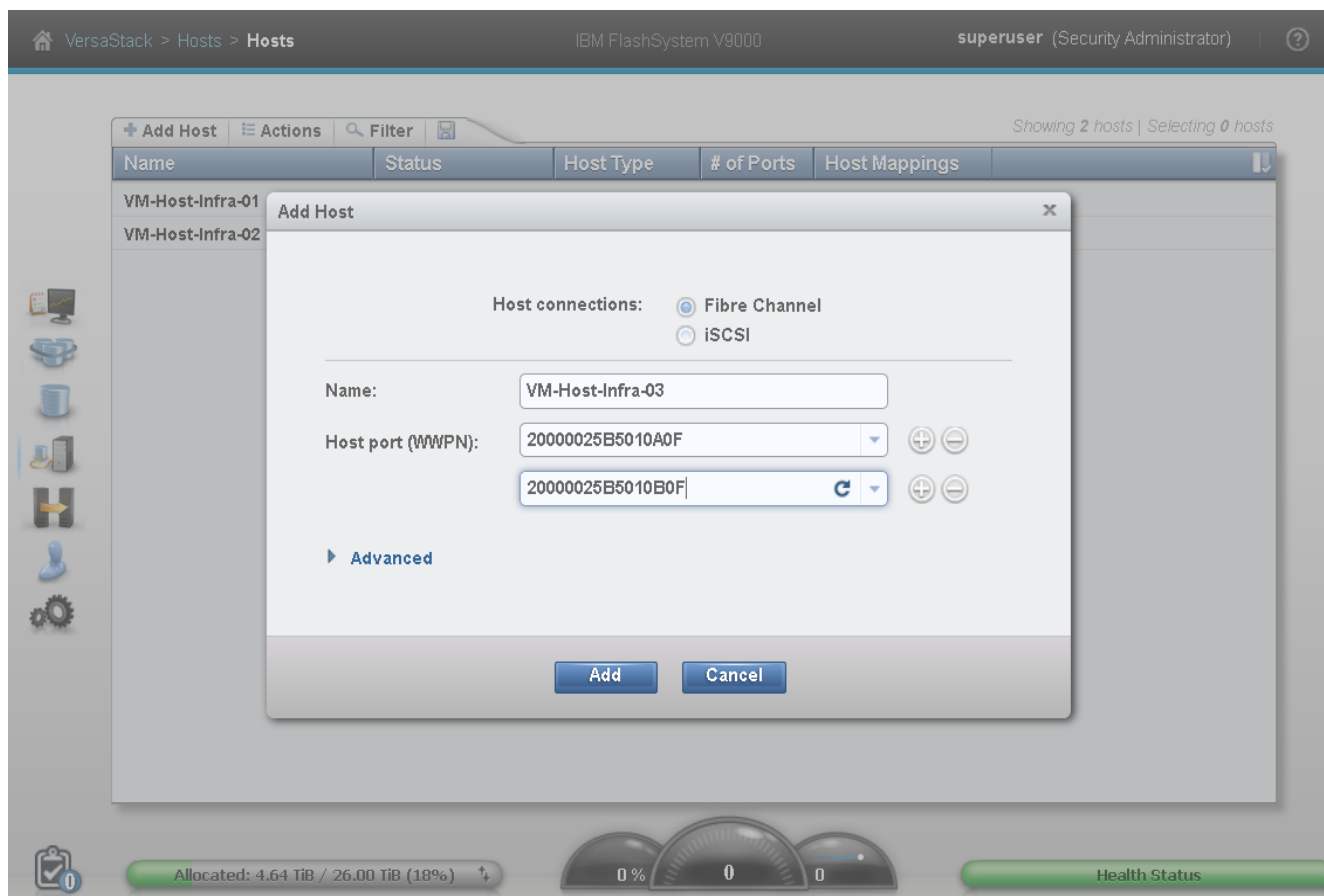 VersaStack > Hosts > Hosts IBM FlashSystem V9000 superuser (Security Administrator) | ?
Add Host Actions Filter Showing 2 hosts | Selecting 0 hosts
Name Status Host Type # of Ports Host Mappings
VM-Host-Infra-01
VM-Host-Infra-02
Add Host x
Host connections: Fibre Channel
iSCSI
Name: VM-Host-Infra-03
Host port (WWPN): 20000025B5010A0F
20000025B5010B0F
Advanced
Add Cancel
0 Allocated: 4.64 TiB / 26.00 TiB (18%) 0 % 0 0 Health Status